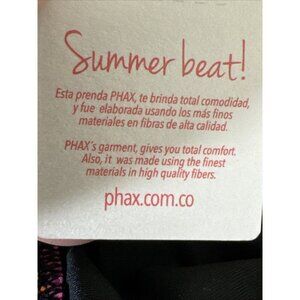 Summer beat!
Esta prenda PHAX, te brinda total comodidad,
y fue elaborada usando los más finos
materiales en fibras de alta calidad.
PHAX´s garment, gives you total comfort.
Also, it was made using the finest
materials in high quality fibers.
phax.com.co